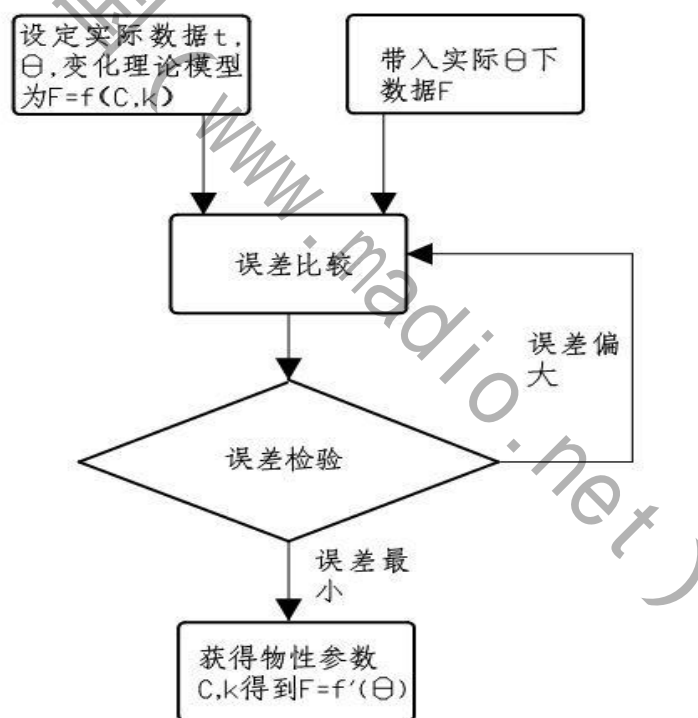 设定实际数据t,
θ,变化理论模型
为F=f(C,k)
带入实际θ下
数据F
误差比较
误差偏
大
误差检验
误差最
小
获得物性参数
C,k得到F=f′(θ)
(www.madio.net)